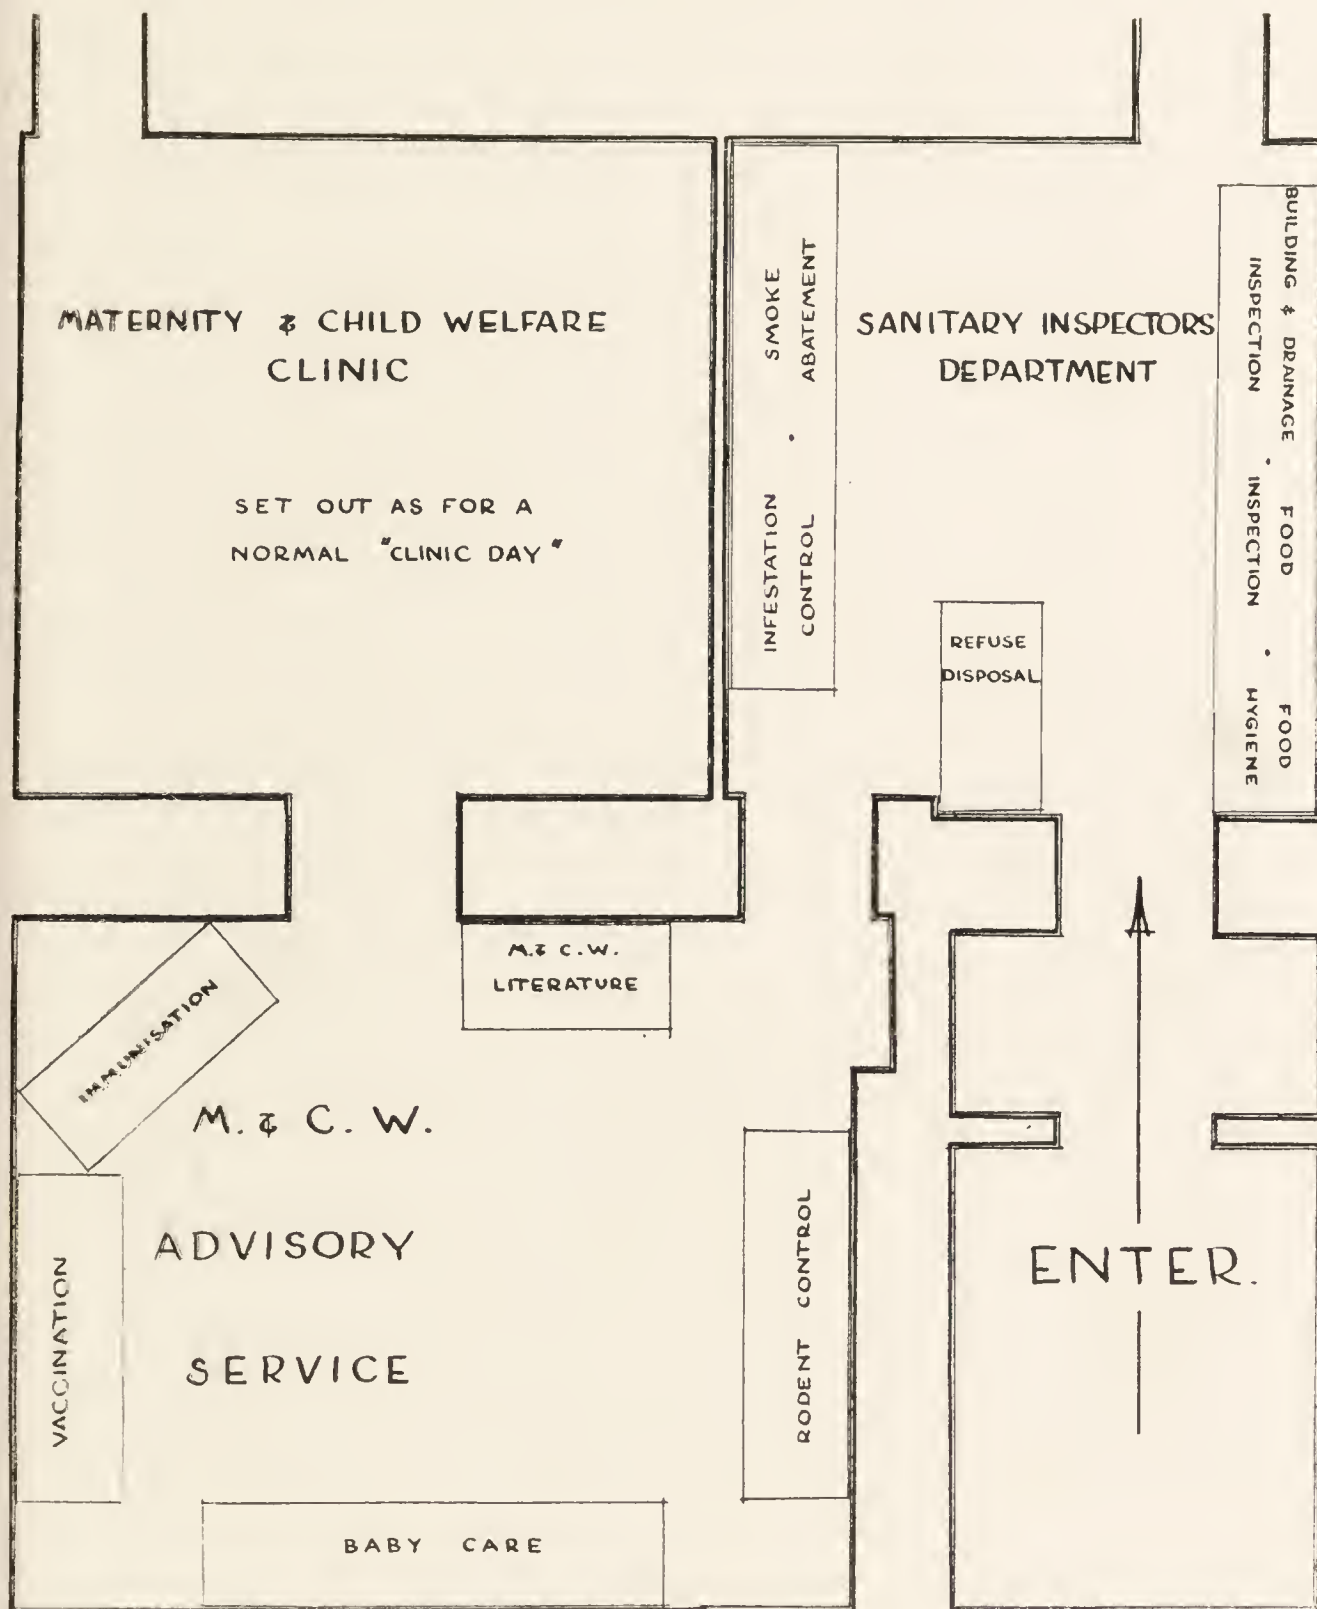 MATERNITY & CHILD WELFARE
CLINIC
SET OUT AS FOR A
NORMAL "CLINIC DAY"
SMOKE
ABATEMENT
•
INFESTATION
CONTROL
SANITARY INSPECTORS
DEPARTMENT
BUILDING & DRAINAGE
INSPECTION
•
FOOD
INSPECTION
•
FOOD
HYGIENE
REFUSE
DISPOSAL
M. & C. W.
LITERATURE
IMMUNISATION
M. & C. W.
ADVISORY
SERVICE
VACCINATION
RODENT CONTROL
BABY CARE
ENTER.